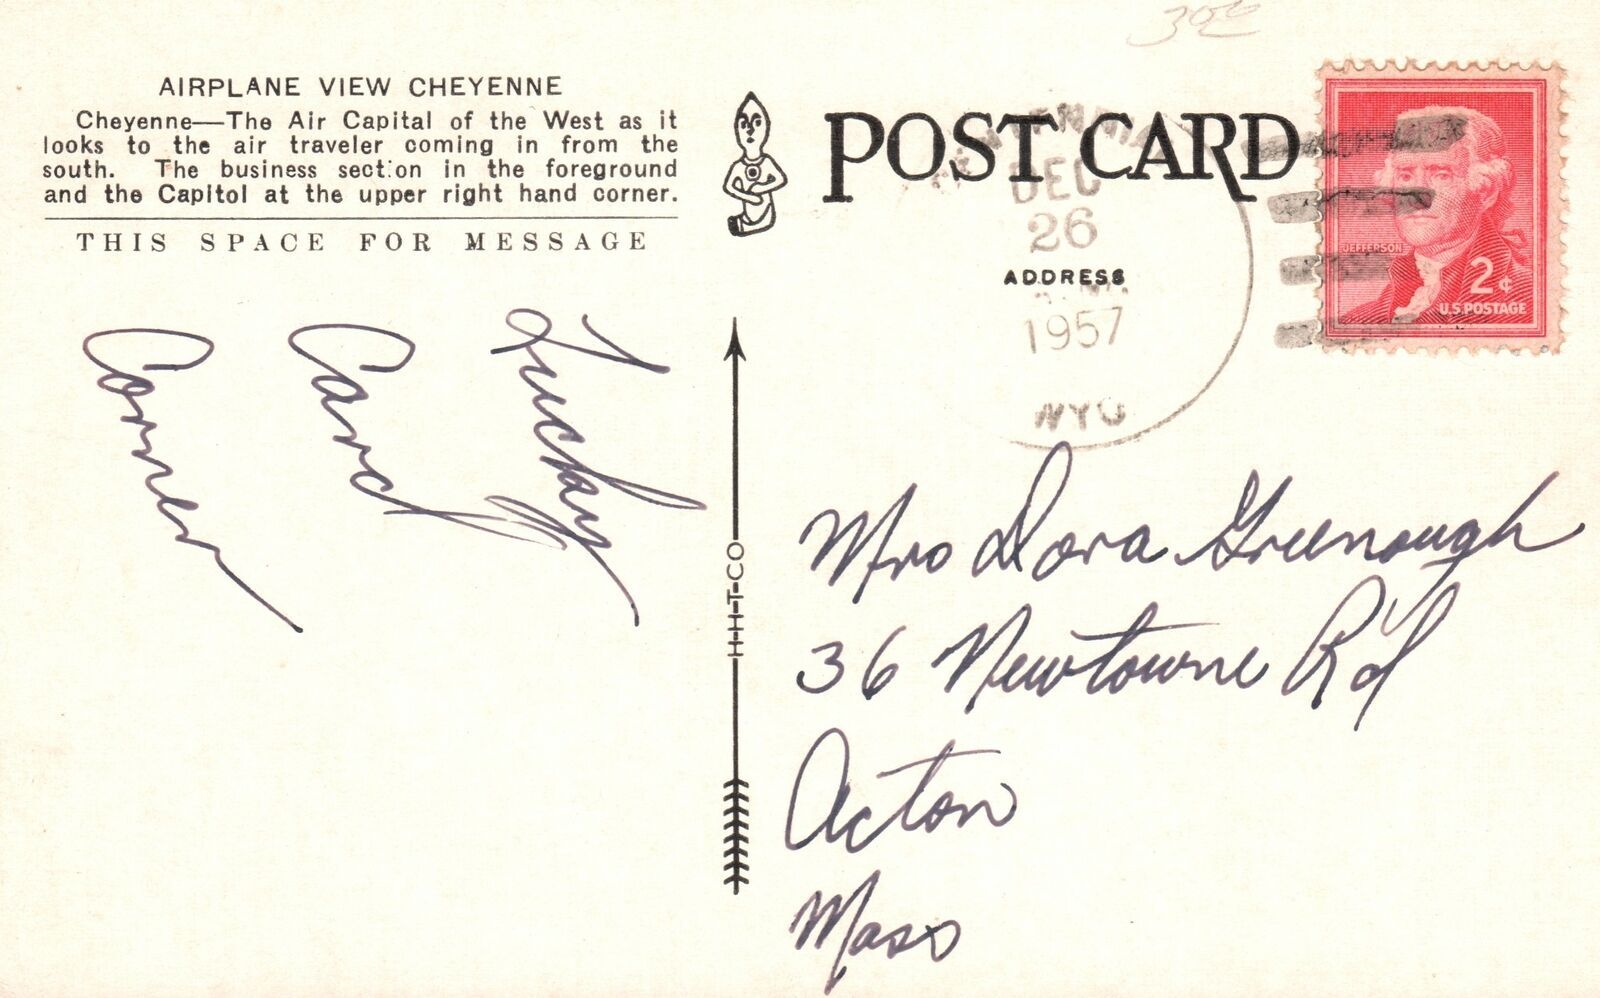 30¢
AIRPLANE VIEW CHEYENNE
Cheyenne—The Air Capital of the West as it
looks to the air traveler coming in from the
south. The business section in the foreground
and the Capitol at the upper right hand corner.
THIS SPACE FOR MESSAGE
POST CARD
ADDRESS
DEC
26
1957
WYO
JEFFERSON
2¢
U.S. POSTAGE
Lucky
Card
Corner
H-H-T-CO
Mrs Dora Greenough
36 Newtowne Rd
Acton
Mass